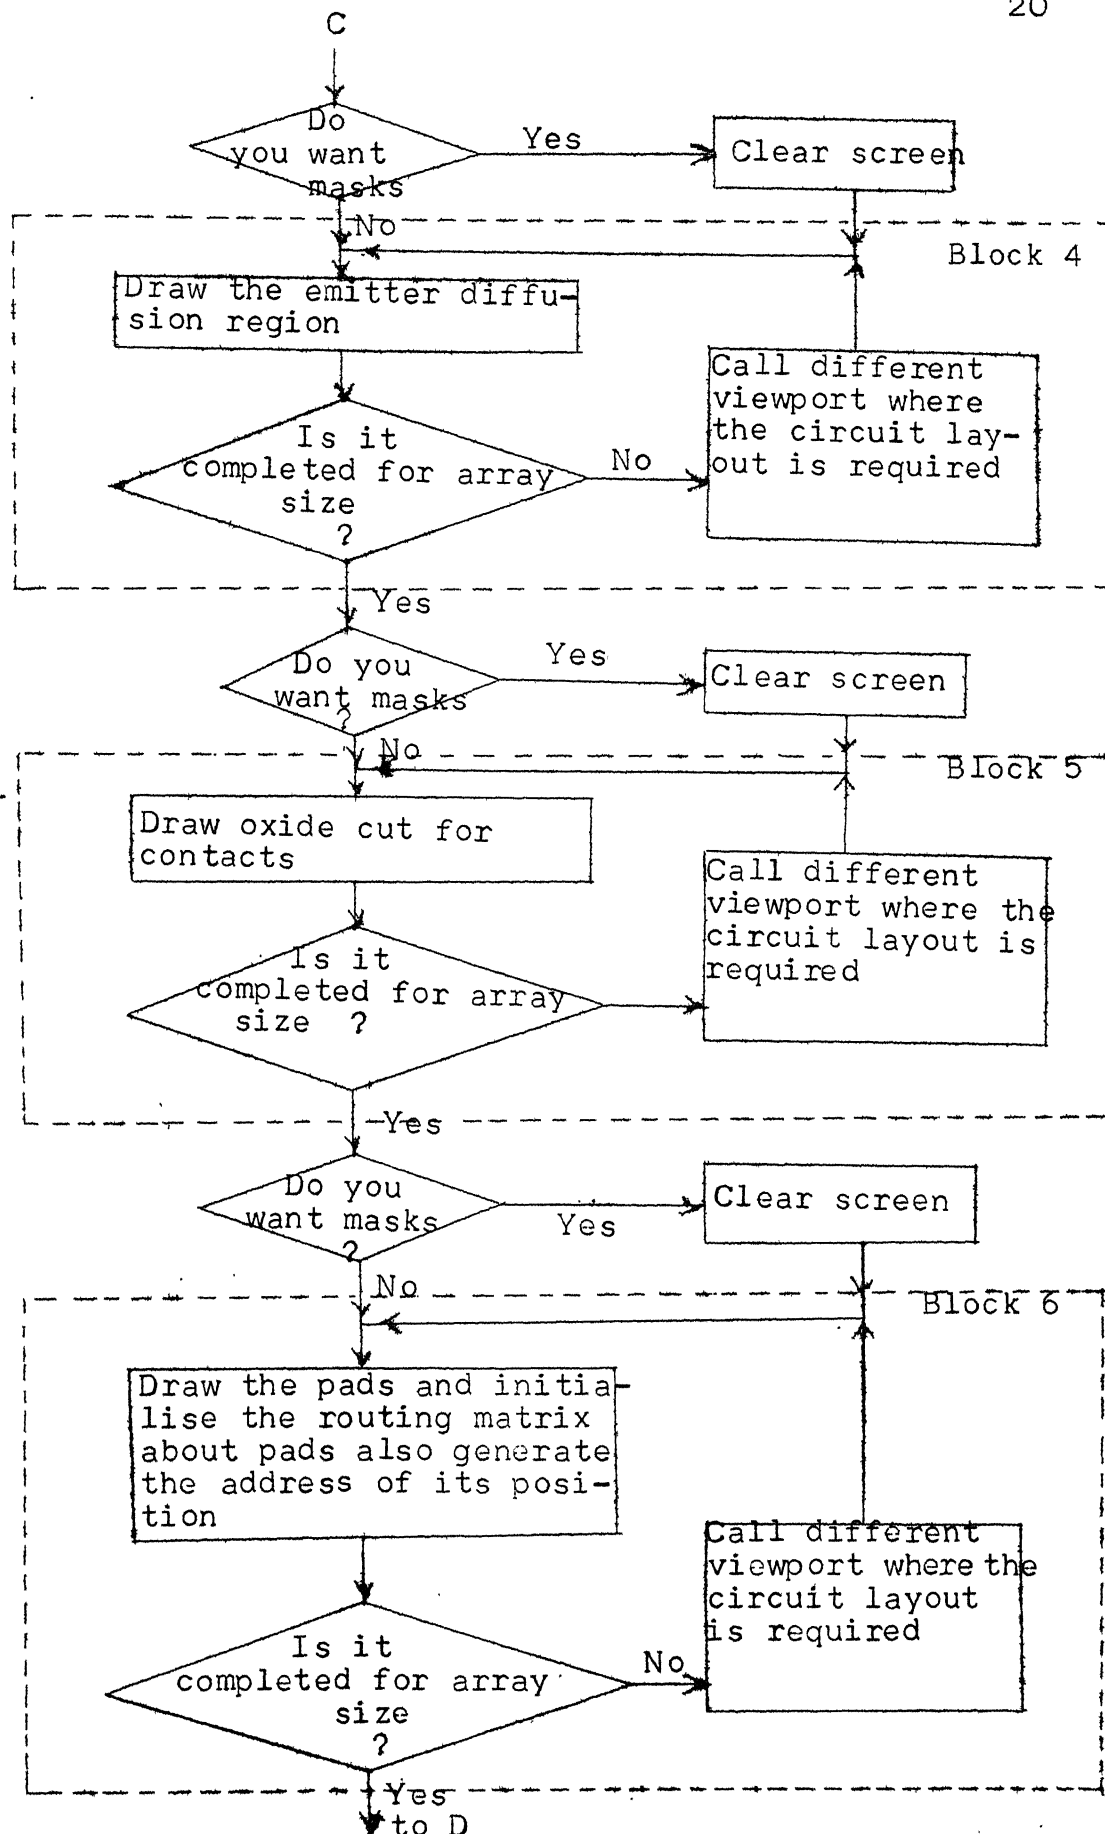 20
C
Do
you want
masks
Yes
Clear screen
No
Block 4
Draw the emitter diffu-
sion region
Call different
viewport where
the circuit lay-
out is required
Is it
completed for array
size
?
No
Yes
Do you
want masks
?
Yes
Clear screen
No
Block 5
Draw oxide cut for
contacts
Call different
viewport where the
circuit layout is
required
Is it
completed for array
size ?
Yes
Do you
want masks
?
Yes
Clear screen
No
Block 6
Draw the pads and initia-
lise the routing matrix
about pads also generate
the address of its posi-
tion
Call different
viewport where the
circuit layout
is required
Is it
completed for array
size
?
No
Yes
to D